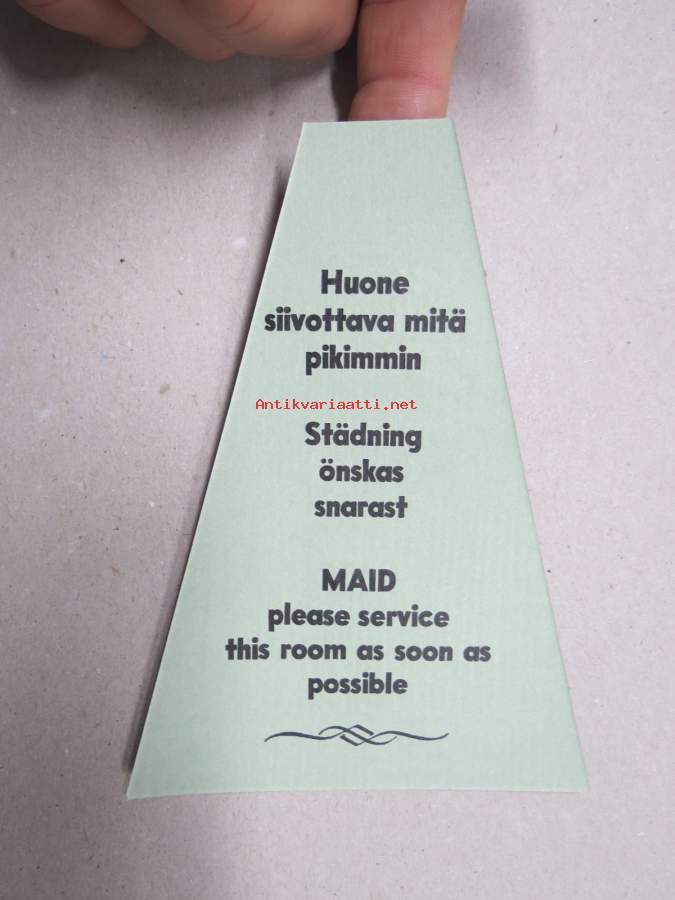 Huone
siivottava mitä
pikimmin
Antikvariaatti.net
Städning
önskas
snarast
MAID
please service
this room as soon as
possible